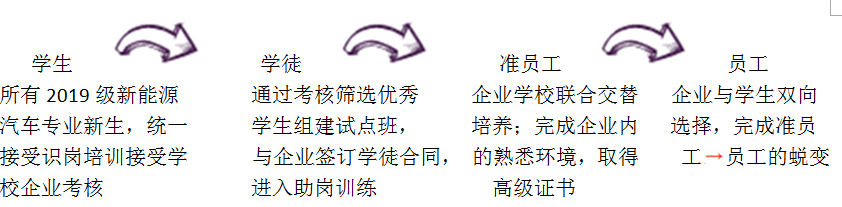 学生 学徒 准员工 员工
所有 2019 级新能源 通过考核筛选优秀 企业学校联合交替 企业与学生双向
汽车专业新生，统一 学生组建试点班， 培养；完成企业内 选择，完成准员
接受识岗培训接受学 与企业签订学徒合同， 的熟悉环境，取得 工→员工的蜕变
校企业考核 进入助岗训练 高级证书